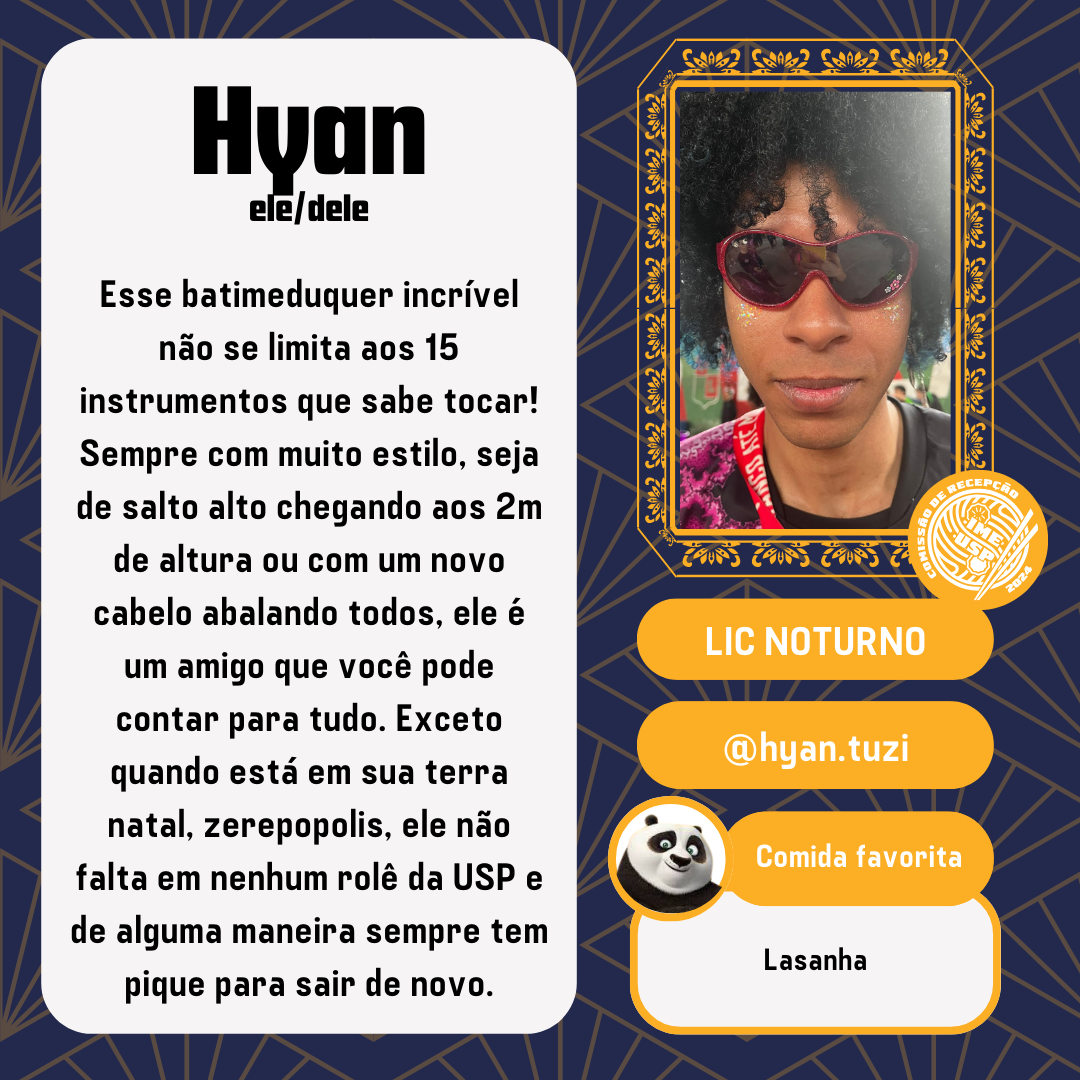 Hyan
ele/dele
Esse batimeduquer incrível
não se limita aos 15
instrumentos que sabe tocar!
Sempre com muito estilo, seja
de salto alto chegando aos 2m
de altura ou com um novo
cabelo abalando todos, ele é
um amigo que você pode
contar para tudo. Exceto
quando está em sua terra
natal, zerepopolis, ele não
falta em nenhum rolê da USP e
de alguma maneira sempre tem
pique para sair de novo.
COMISSÃO DE RECEPÇÃO
IME
USP
2024
LIC NOTURNO
@hyan.tuzi
Comida favorita
Lasanha